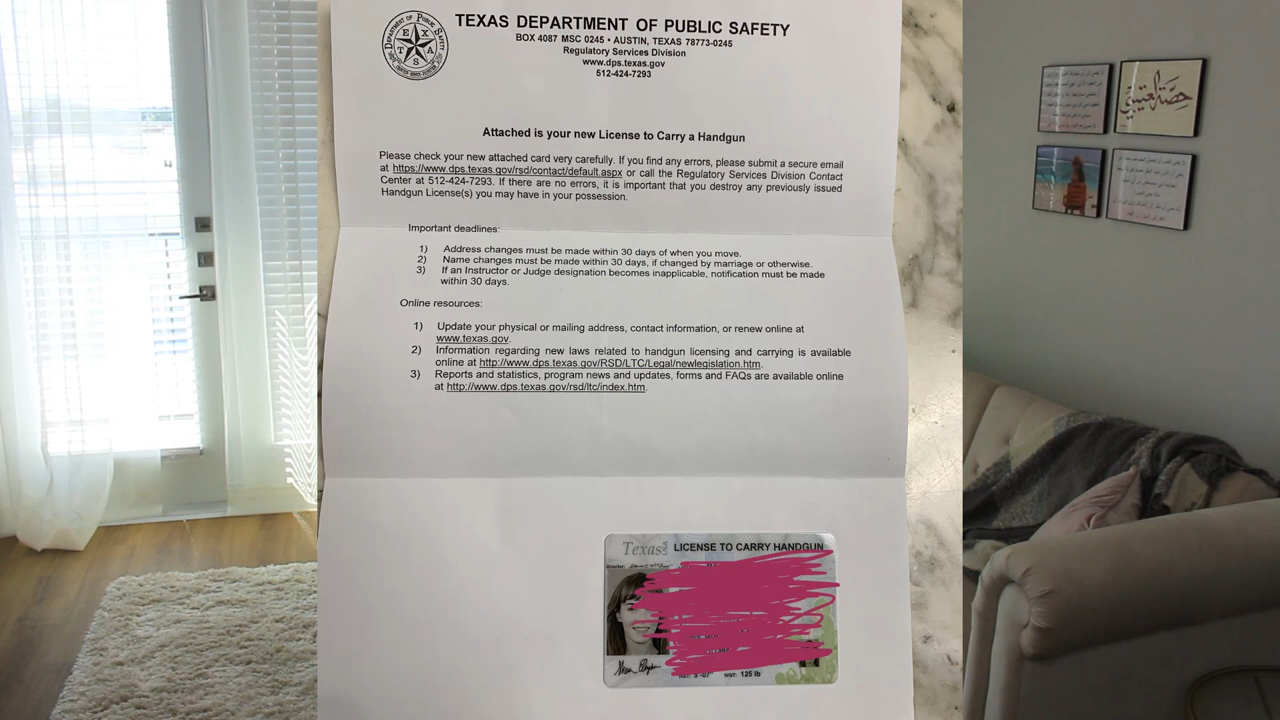 DEPARTMENT OF PUBLIC SAFETY
TEXAS
TEXAS DEPARTMENT OF PUBLIC SAFETY
BOX 4087 MSC 0245 • AUSTIN, TEXAS 78773-0245
Regulatory Services Division
www.dps.texas.gov
512-424-7293
Attached is your new License to Carry a Handgun
Please check your new attached card very carefully. If you find any errors, please submit a secure email
at https://www.dps.texas.gov/rsd/contact/default.aspx or call the Regulatory Services Division Contact
Center at 512-424-7293. If there are no errors, it is important that you destroy any previously issued
Handgun License(s) you may have in your possession.
Important deadlines:
1) Address changes must be made within 30 days of when you move.
2) Name changes must be made within 30 days, if changed by marriage or otherwise.
3) If an Instructor or Judge designation becomes inapplicable, notification must be made
within 30 days.
Online resources:
1) Update your physical or mailing address, contact information, or renew online at
www.texas.gov.
2) Information regarding new laws related to handgun licensing and carrying is available
online at http://www.dps.texas.gov/RSD/LTC/Legal/newlegislation.htm.
3) Reports and statistics, program news and updates, forms and FAQs are available online
at http://www.dps.texas.gov/rsd/ltc/index.htm.
Texas USA LICENSE TO CARRY HANDGUN
5'-07" WGT: 125 lb
حِصَّة العتيبي